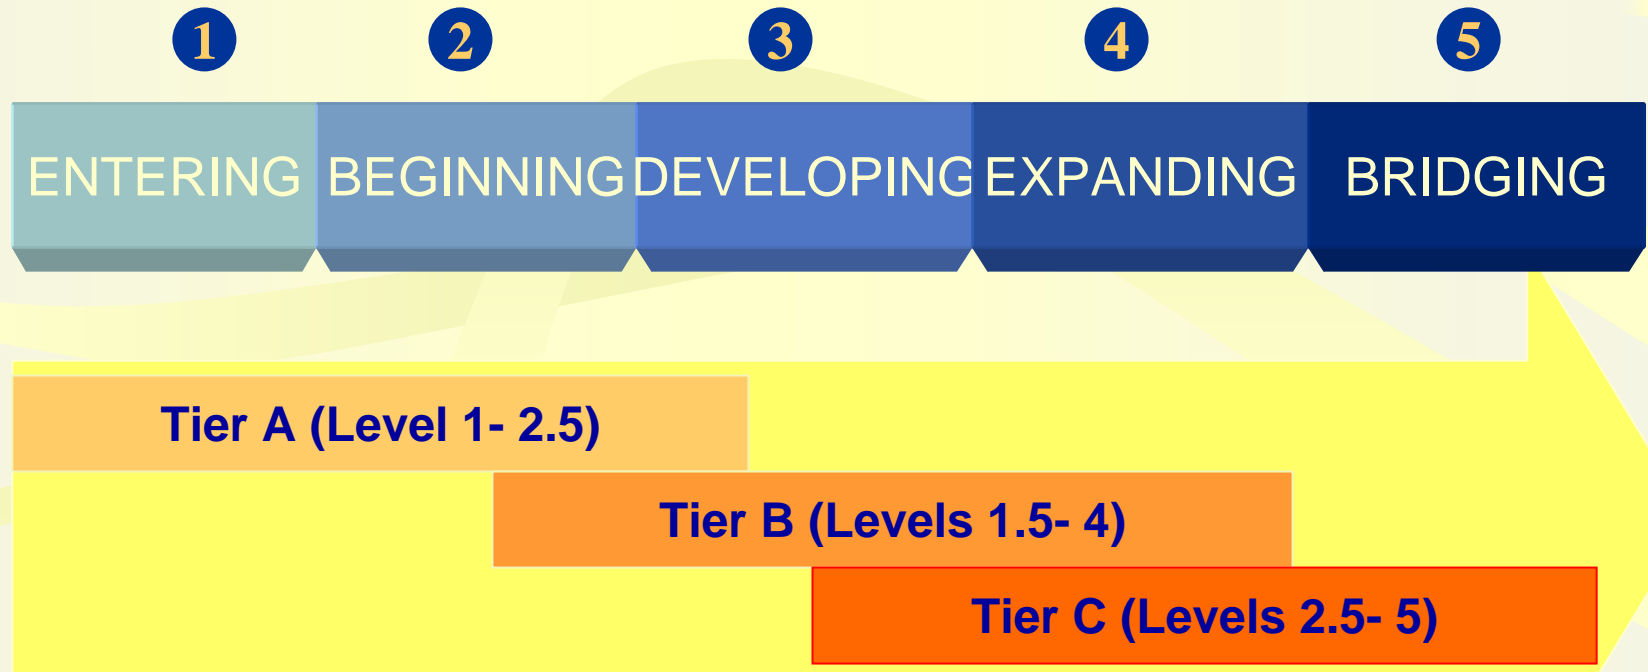 1 2 3 4 5
ENTERING BEGINNING DEVELOPING EXPANDING BRIDGING
Tier A (Level 1- 2.5)
Tier B (Levels 1.5- 4)
Tier C (Levels 2.5- 5)